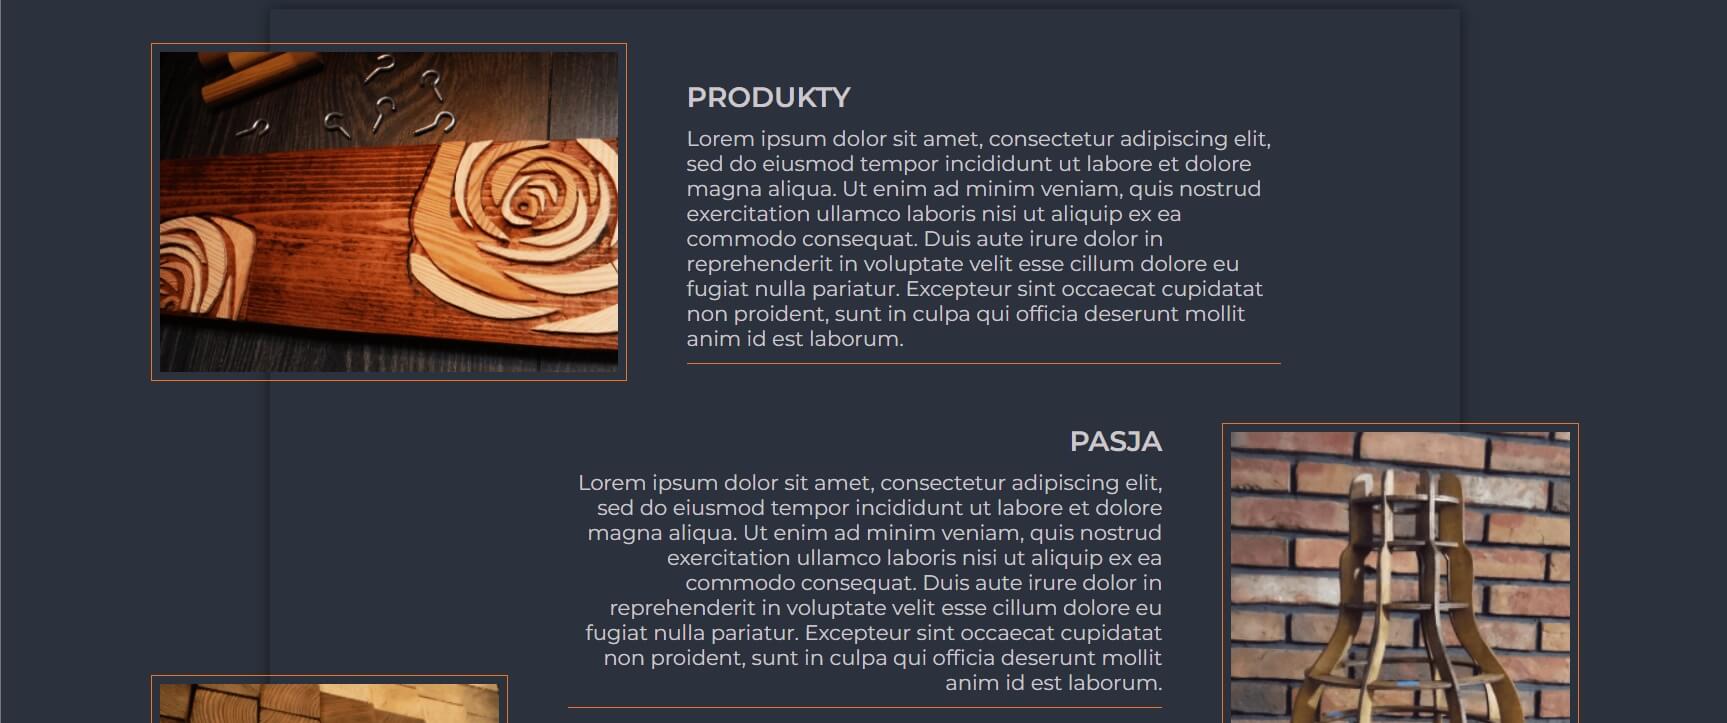 PRODUKTY
Lorem ipsum dolor sit amet, consectetur adipiscing elit,
sed do eiusmod tempor incididunt ut labore et dolore
magna aliqua. Ut enim ad minim veniam, quis nostrud
exercitation ullamco laboris nisi ut aliquip ex ea
commodo consequat. Duis aute irure dolor in
reprehenderit in voluptate velit esse cillum dolore eu
fugiat nulla pariatur. Excepteur sint occaecat cupidatat
non proident, sunt in culpa qui officia deserunt mollit
anim id est laborum.
PASJA
Lorem ipsum dolor sit amet, consectetur adipiscing elit,
sed do eiusmod tempor incididunt ut labore et dolore
magna aliqua. Ut enim ad minim veniam, quis nostrud
exercitation ullamco laboris nisi ut aliquip ex ea
commodo consequat. Duis aute irure dolor in
reprehenderit in voluptate velit esse cillum dolore eu
fugiat nulla pariatur. Excepteur sint occaecat cupidatat
non proident, sunt in culpa qui officia deserunt mollit
anim id est laborum.